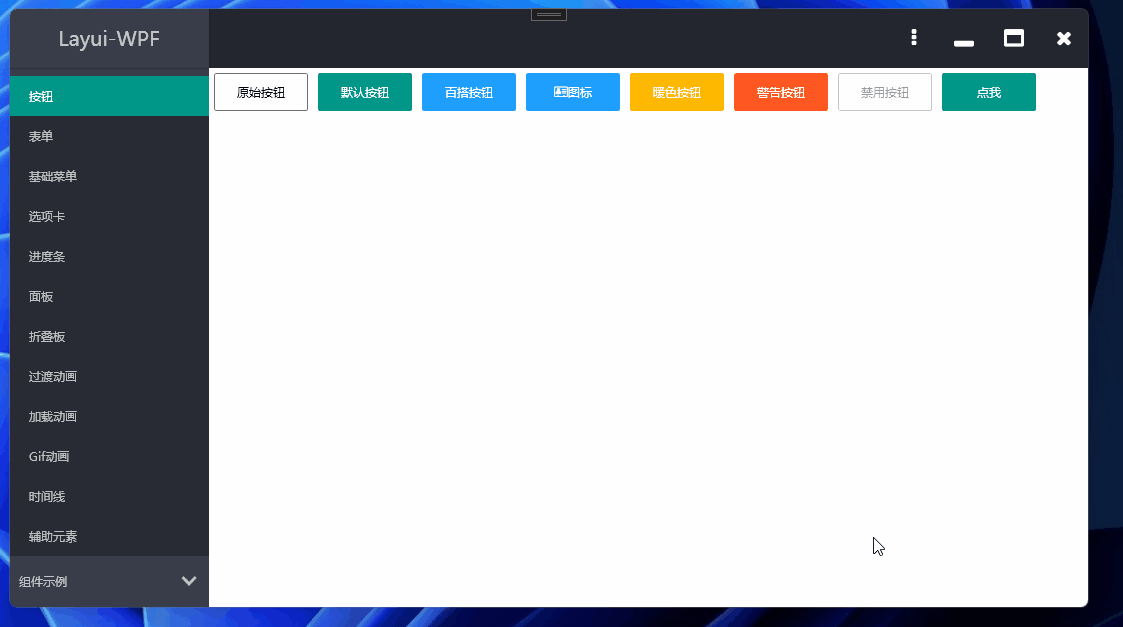 Layui-WPF
按钮
表单
基础菜单
选项卡
进度条
面板
折叠板
过渡动画
加载动画
Gif动画
时间线
辅助元素
组件示例
原始按钮 默认按钮 百搭按钮 图标 暖色按钮 警告按钮 禁用按钮 点我